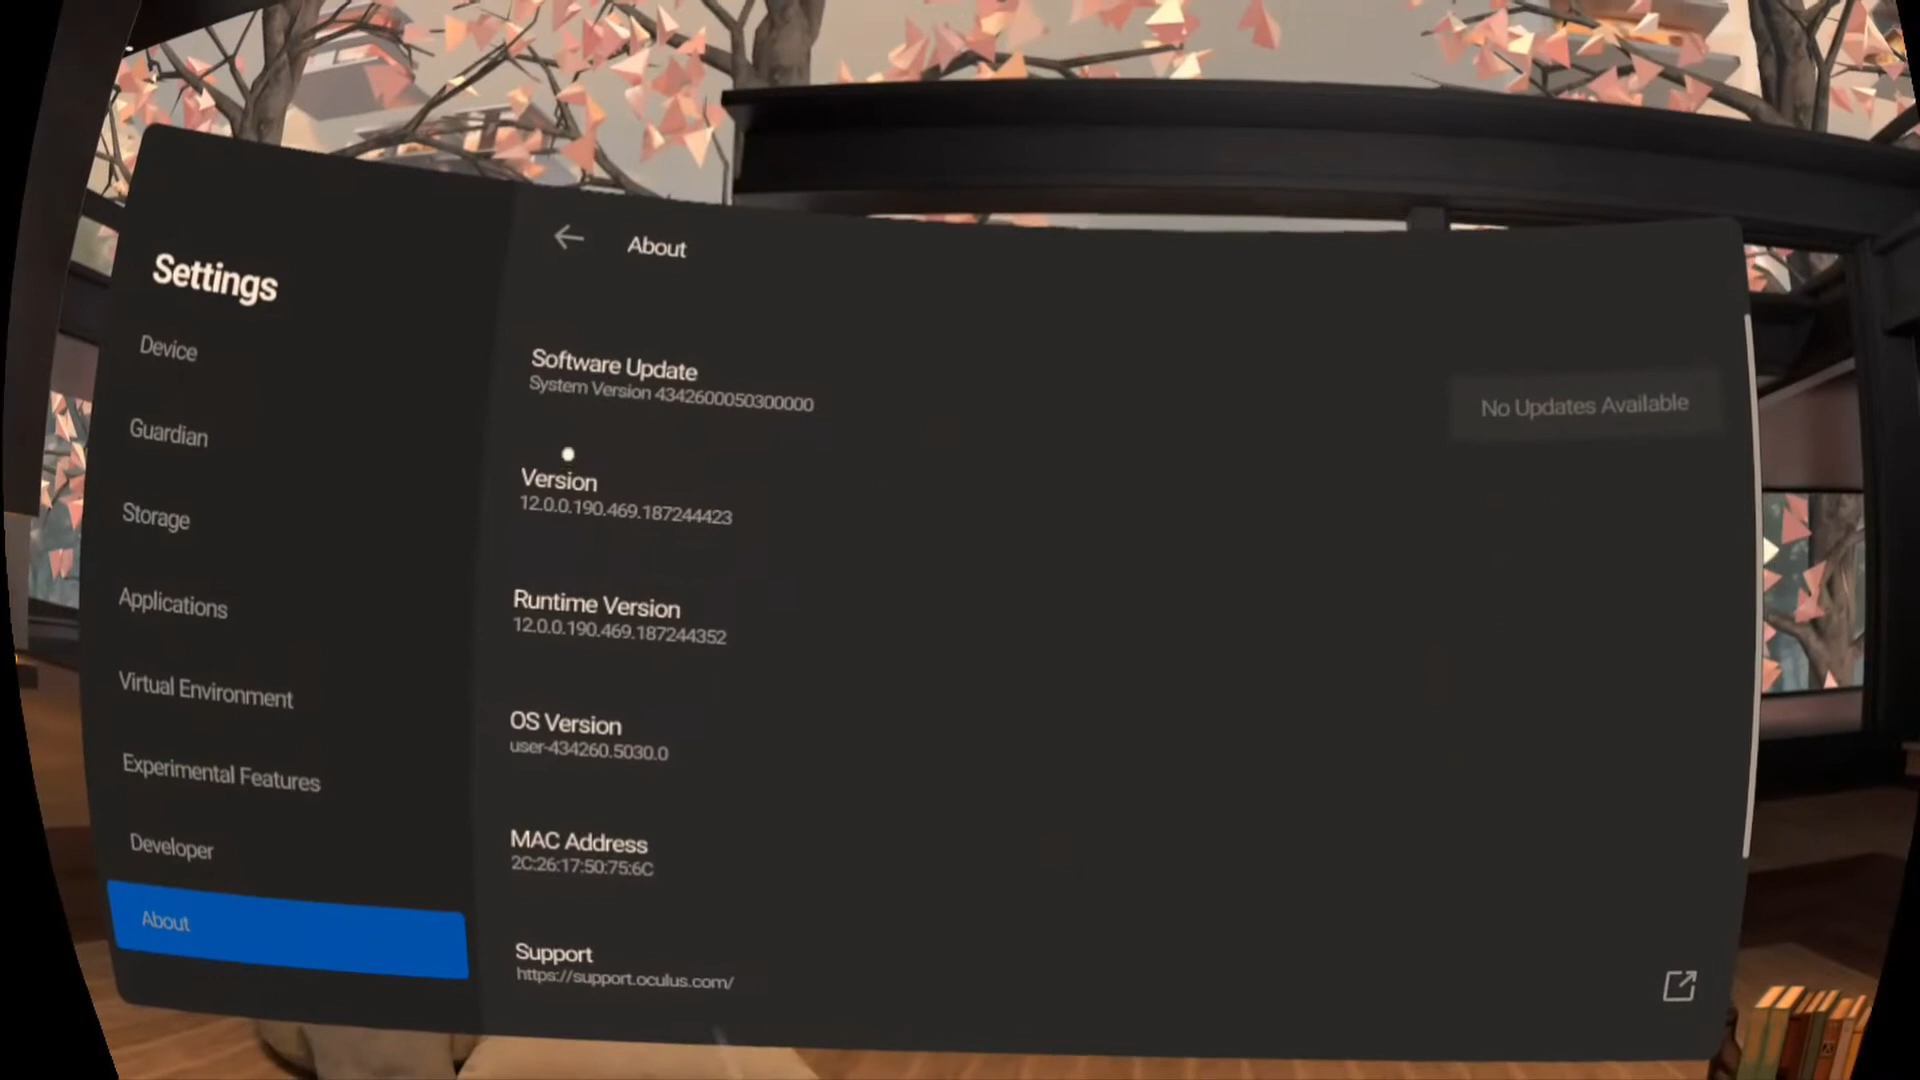 Settings
Device
Guardian
Storage
Applications
Virtual Environment
Experimental Features
Developer
About
About
Software Update
System Version 4342600050300000
No Updates Available
Version
12.0.0.190.469.187244423
Runtime Version
12.0.0.190.469.187244352
OS Version
user-434260.5030.0
MAC Address
2C:26:17:50:75:6C
Support
https://support.oculus.com/